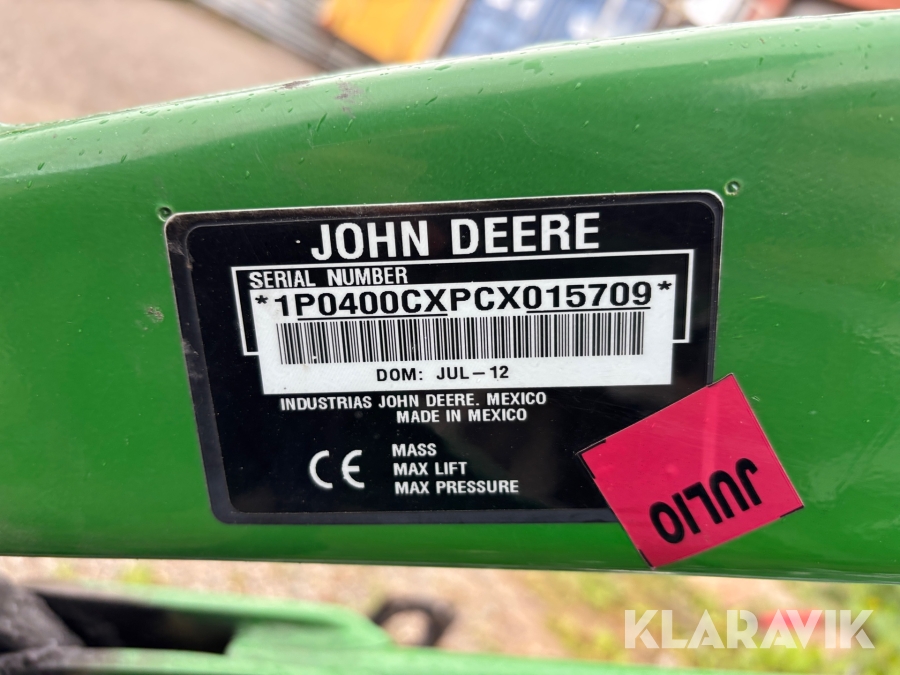 JOHN DEERE
SERIAL NUMBER
*1P0400CXPCX015709*
DOM: JUL-12
INDUSTRIAS JOHN DEERE. MEXICO
MADE IN MEXICO
CE
MASS
MAX LIFT
MAX PRESSURE
JULIO
KLARAVIK